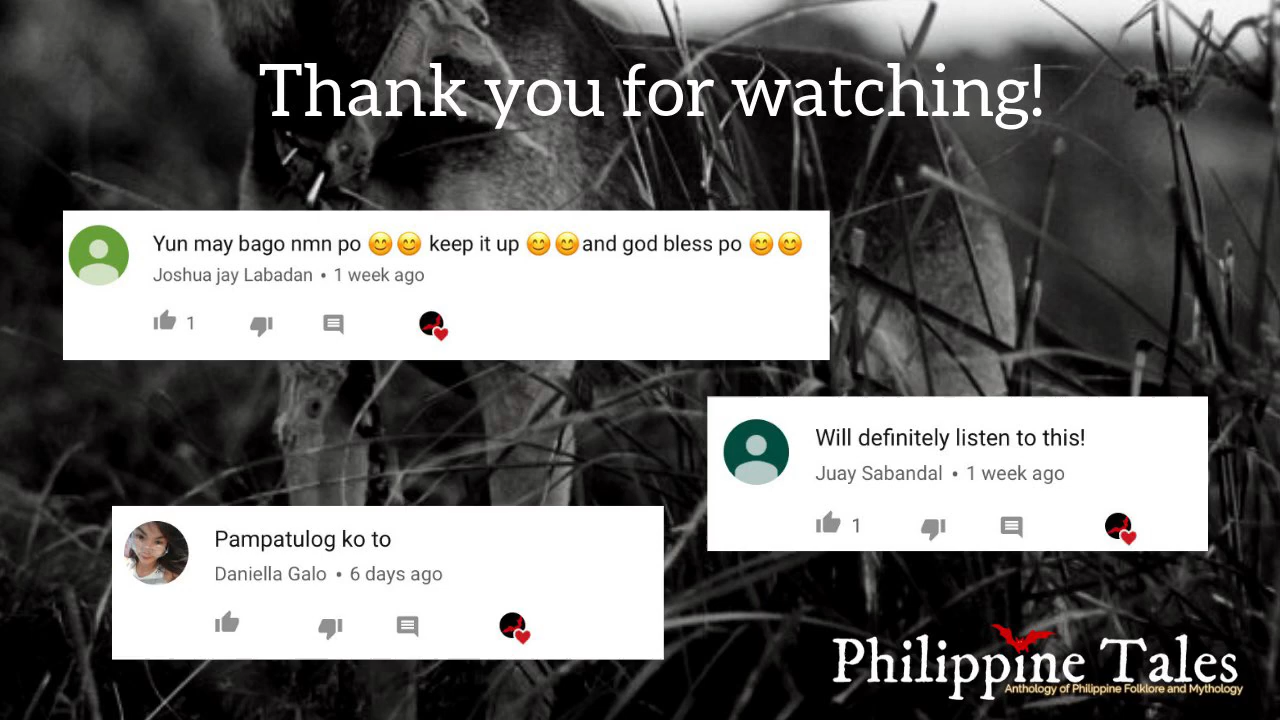 Thank you for watching!
Yun may bago nmn po 😊😊 keep it up 😊😊and god bless po 😊😊
Joshua jay Labadan • 1 week ago
1
Will definitely listen to this!
Juay Sabandal • 1 week ago
1
Pampatulog ko to
Daniella Galo • 6 days ago
Philippine Tales
Anthology of Philippine Folklore and Mythology